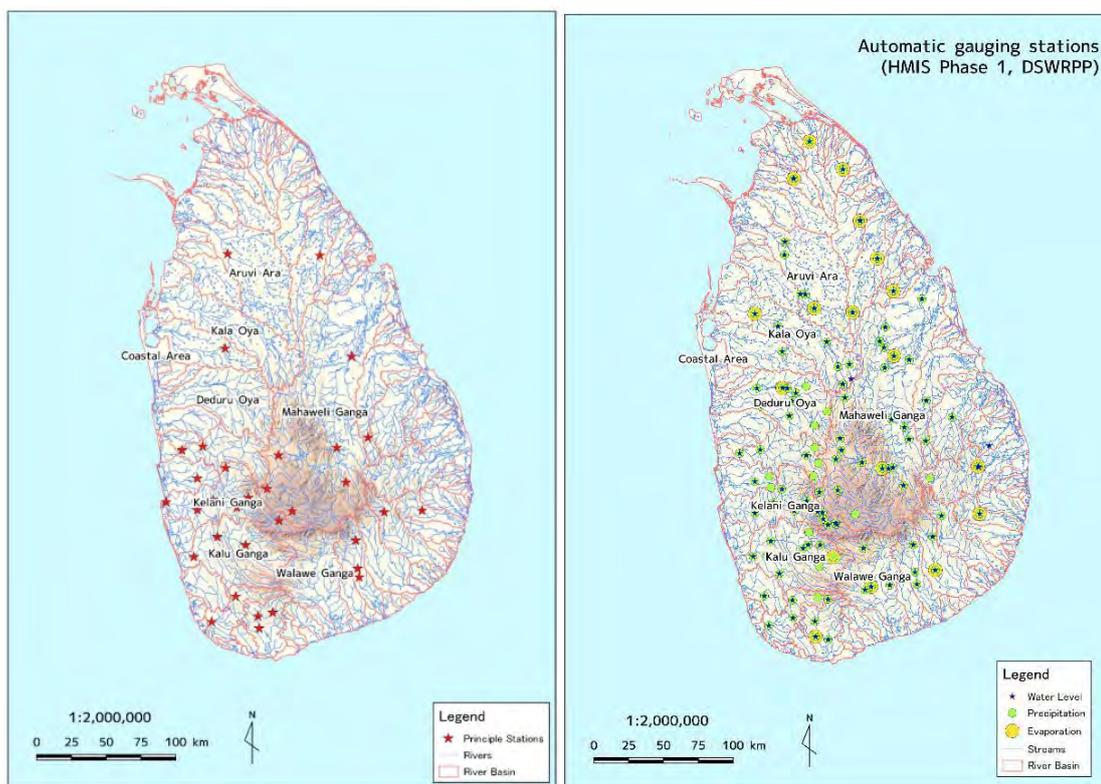 Aruvi Ara
Kala Oya
Coastal Area
Deduru Oya
Mahaweli Ganga
Kelani Ganga
Kalu Ganga
Walawe Ganga
1:2,000,000
N
0 25 50 75 100 km
Legend
Principle Stations
Rivers
River Basin
Automatic gauging stations
(HMIS Phase 1, DSWRPP)
Aruvi Ara
Kala Oya
Coastal Area
Deduru Oya
Mahaweli Ganga
Kelani Ganga
Kalu Ganga
Walawe Ganga
1:2,000,000
N
0 25 50 75 100 km
Legend
Water Level
Precipitation
Evaporation
Streams
River Basin